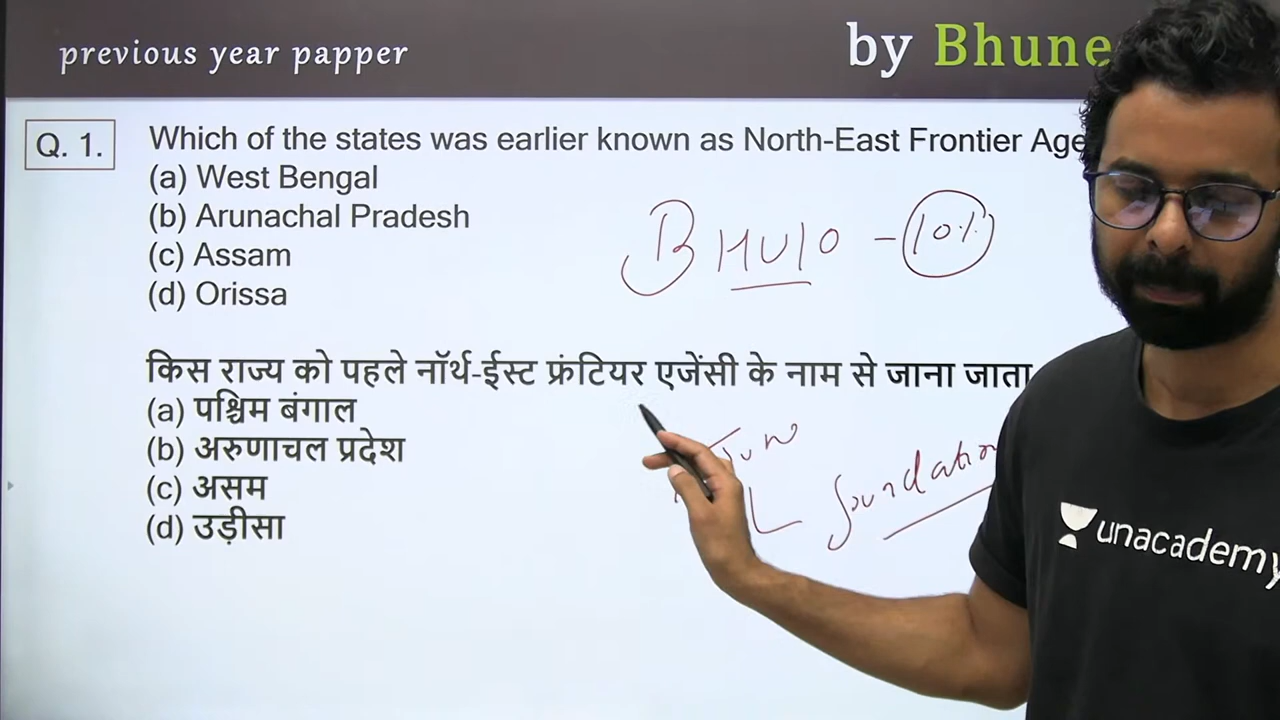 previous year papper
by Bhune
Q. 1.
Which of the states was earlier known as North-East Frontier Age
(a) West Bengal
(b) Arunachal Pradesh
(c) Assam
(d) Orissa
BHU10 - 10%
किस राज्य को पहले नॉर्थ-ईस्ट फ्रंटियर एजेंसी के नाम से जाना जाता
(a) पश्चिम बंगाल
(b) अरुणाचल प्रदेश
(c) असम
(d) उड़ीसा
foundation
unacademy